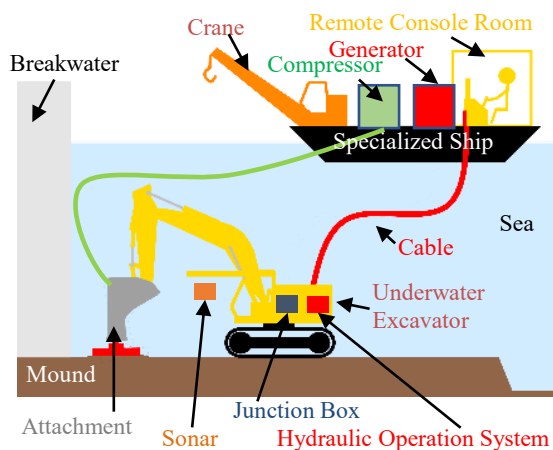 Remote Console Room
Crane
Generator
Breakwater
Compressor
Specialized Ship
Sea
Cable
Underwater
Excavator
Mound
Junction Box
Attachment
Sonar
Hydraulic Operation System